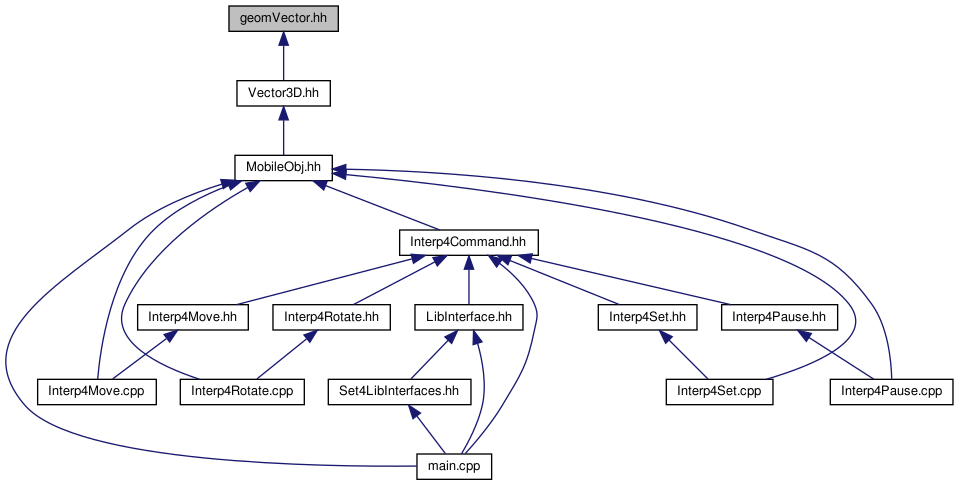 geomVector.hh
Vector3D.hh
MobileObj.hh
Interp4Command.hh
Interp4Move.hh
Interp4Rotate.hh
LibInterface.hh
Interp4Set.hh
Interp4Pause.hh
Interp4Move.cpp
Interp4Rotate.cpp
Set4LibInterfaces.hh
Interp4Set.cpp
Interp4Pause.cpp
main.cpp